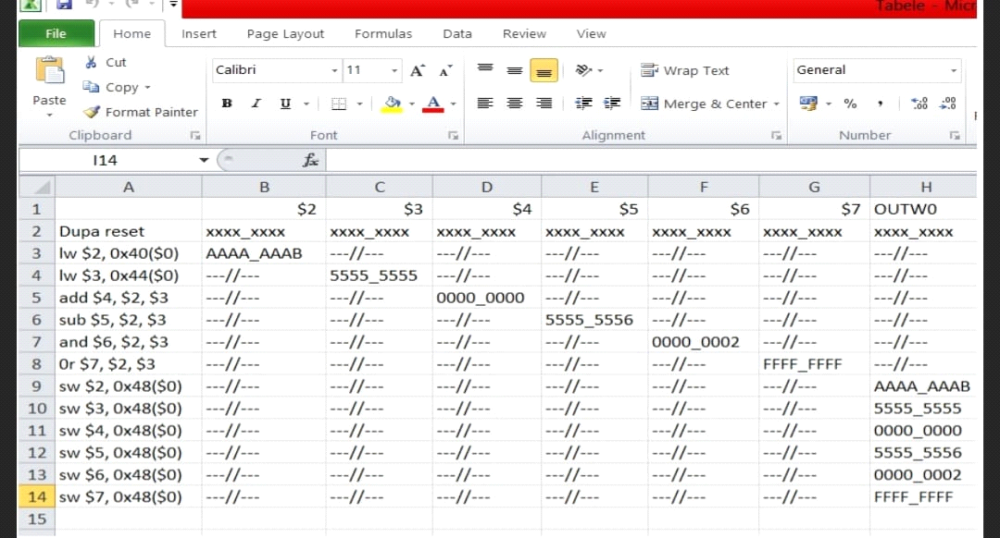 Tabele - Micr
File Home Insert Page Layout Formulas Data Review View
Cut
Copy
Format Painter
Paste
Calibri 11 A A
B I U A
Wrap Text
Merge & Center
General
% ,
Clipboard Font Alignment Number
I14 fx
A B C D E F G H
1 $2 $3 $4 $5 $6 $7 OUTW0
2 Dupa reset xxxx_xxxx xxxx_xxxx xxxx_xxxx xxxx_xxxx xxxx_xxxx xxxx_xxxx xxxx_xxxx
3 lw $2, 0x40($0) AAAA_AAAB ---//--- ---//--- ---//--- ---//--- ---//--- ---//---
4 lw $3, 0x44($0) ---//--- 5555_5555 ---//--- ---//--- ---//--- ---//--- ---//---
5 add $4, $2, $3 ---//--- ---//--- 0000_0000 ---//--- ---//--- ---//--- ---//---
6 sub $5, $2, $3 ---//--- ---//--- ---//--- 5555_5556 ---//--- ---//--- ---//---
7 and $6, $2, $3 ---//--- ---//--- ---//--- ---//--- 0000_0002 ---//--- ---//---
8 Or $7, $2, $3 ---//--- ---//--- ---//--- ---//--- ---//--- FFFF_FFFF ---//---
9 sw $2, 0x48($0) ---//--- ---//--- ---//--- ---//--- ---//--- ---//--- AAAA_AAAB
10 sw $3, 0x48($0) ---//--- ---//--- ---//--- ---//--- ---//--- ---//--- 5555_5555
11 sw $4, 0x48($0) ---//--- ---//--- ---//--- ---//--- ---//--- ---//--- 0000_0000
12 sw $5, 0x48($0) ---//--- ---//--- ---//--- ---//--- ---//--- ---//--- 5555_5556
13 sw $6, 0x48($0) ---//--- ---//--- ---//--- ---//--- ---//--- ---//--- 0000_0002
14 sw $7, 0x48($0) ---//--- ---//--- ---//--- ---//--- ---//--- ---//--- FFFF_FFFF
15